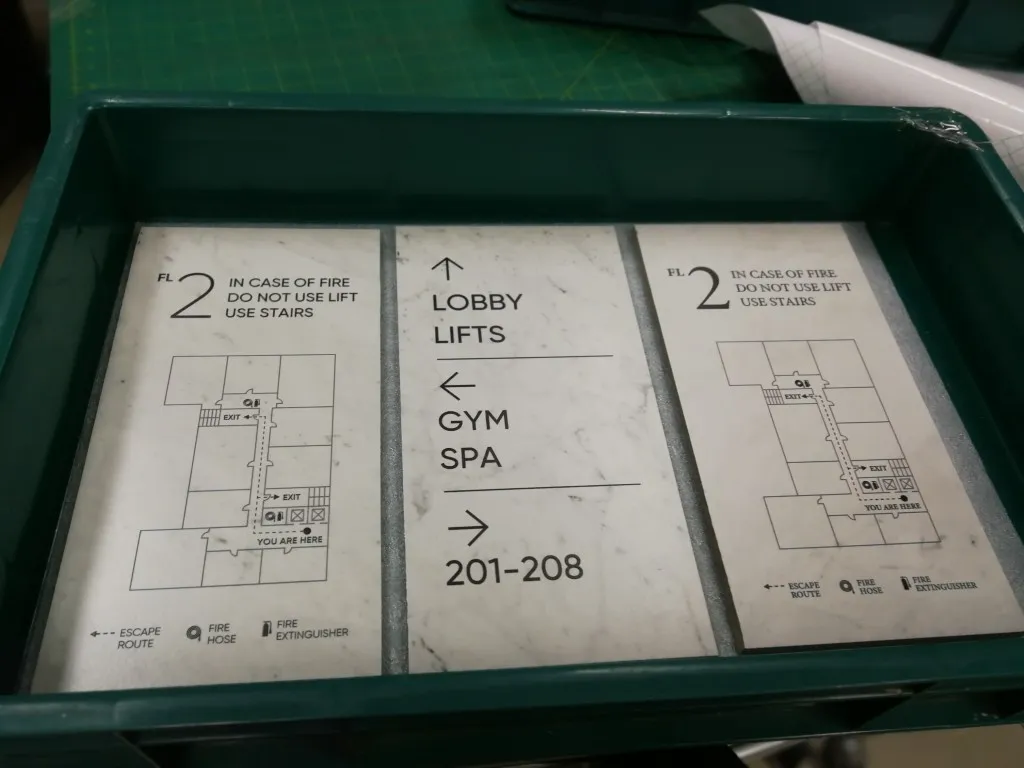 FL 2 IN CASE OF FIRE
DO NOT USE LIFT
USE STAIRS
EXIT
EXIT
YOU ARE HERE
ESCAPE
ROUTE
FIRE
HOSE
FIRE
EXTINGUISHER
LOBBY
LIFTS
GYM
SPA
201-208
FL 2 IN CASE OF FIRE
DO NOT USE LIFT
USE STAIRS
EXIT
EXIT
YOU ARE HERE
ESCAPE
ROUTE
FIRE
HOSE
FIRE
EXTINGUISHER